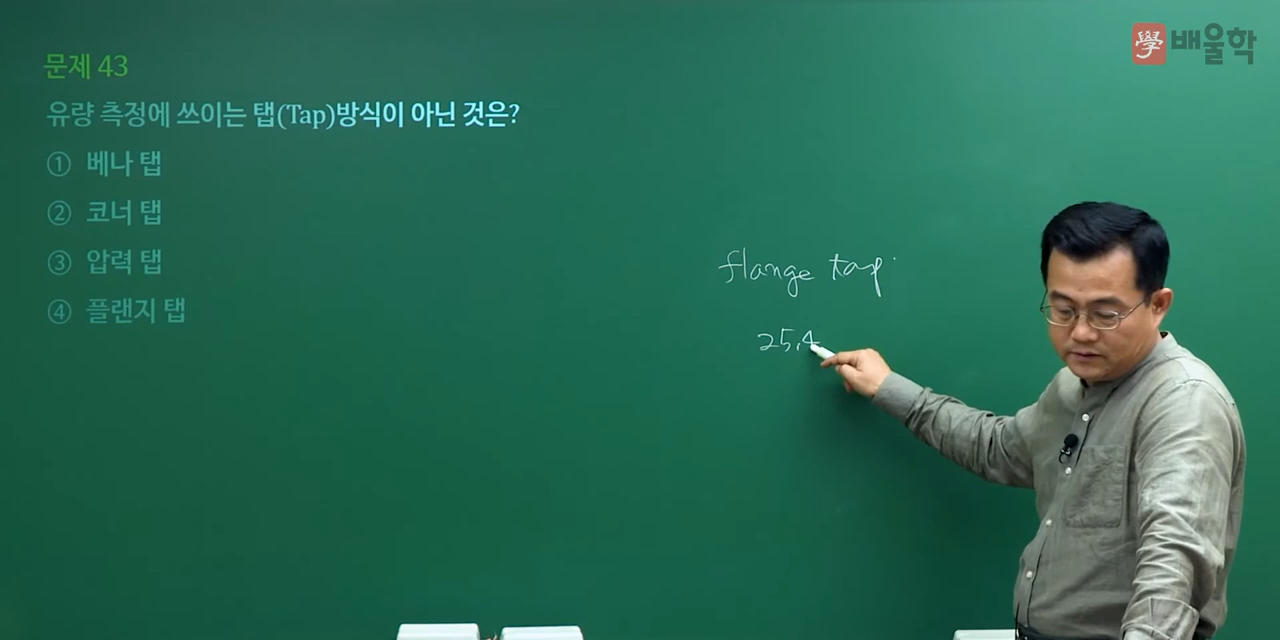 學 배울학
문제 43
유량 측정에 쓰이는 탭(Tap)방식이 아닌 것은?
① 베나 탭
② 코너 탭
③ 압력 탭
④ 플랜지 탭
flange tap
25.4